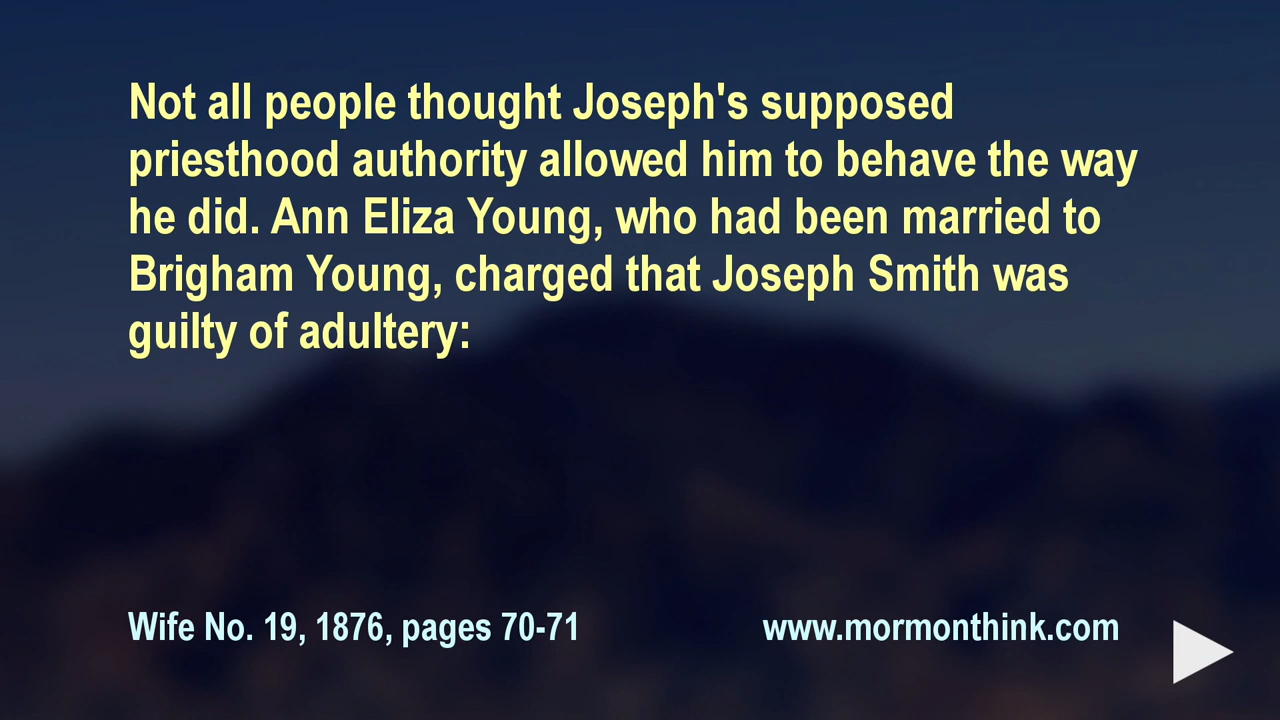 Not all people thought Joseph's supposed
priesthood authority allowed him to behave the way
he did. Ann Eliza Young, who had been married to
Brigham Young, charged that Joseph Smith was
guilty of adultery:
Wife No. 19, 1876, pages 70-71
www.mormonthink.com